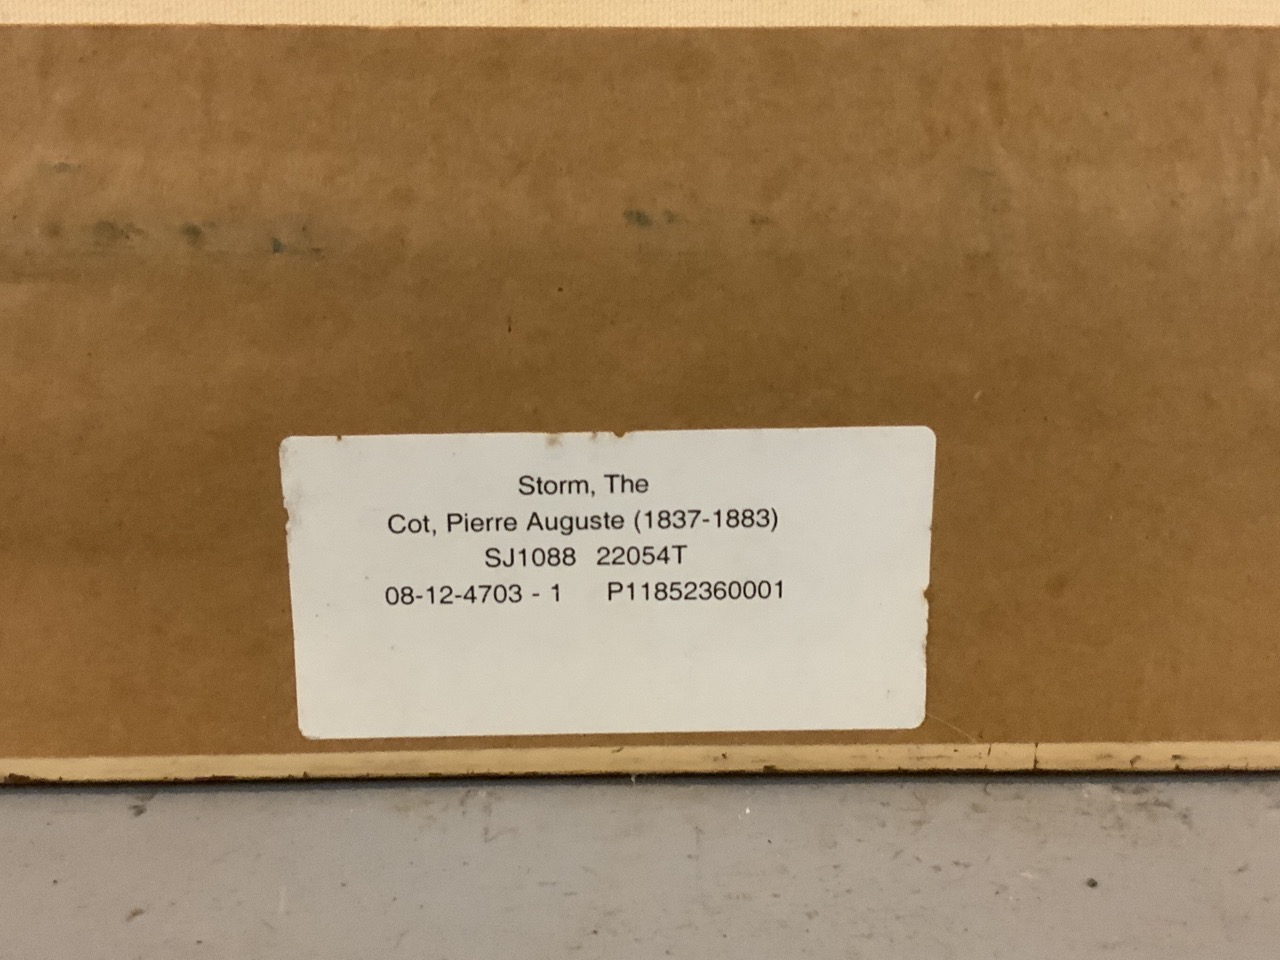 Storm, The
Cot, Pierre Auguste (1837-1883)
SJ1088 22054T
08-12-4703 - 1 P11852360001